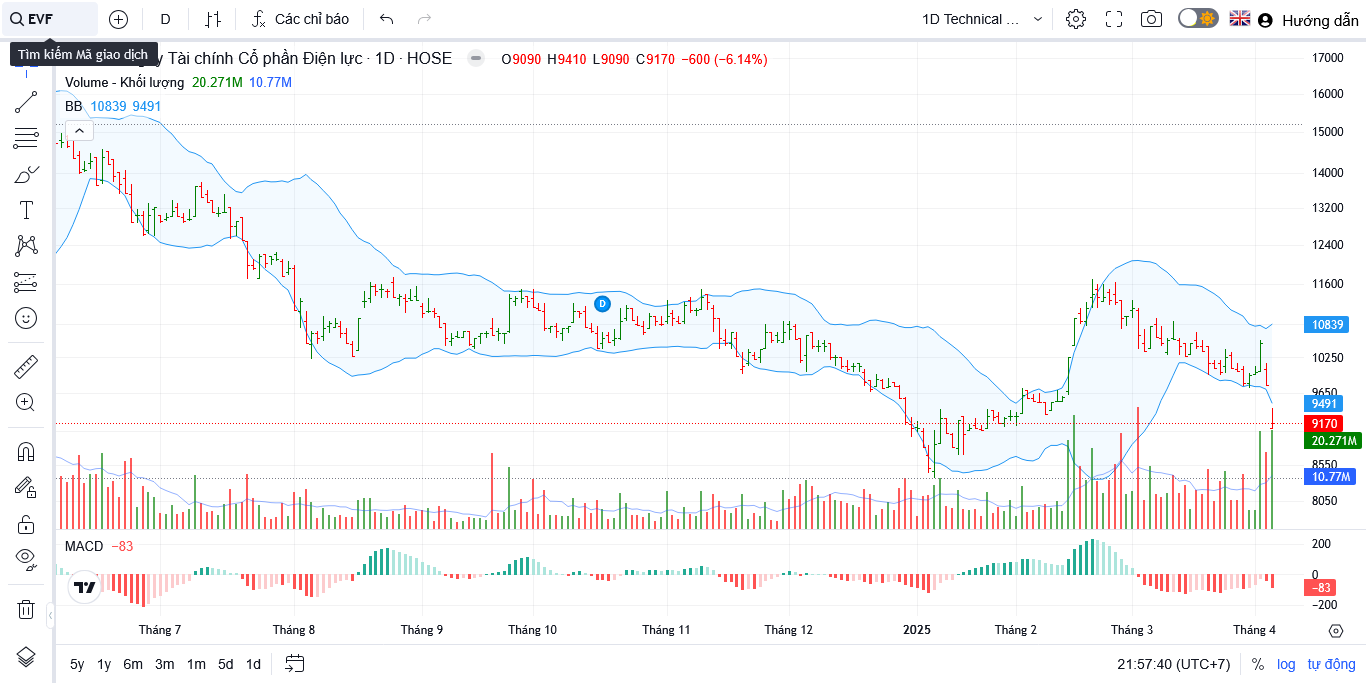 EVF
D
Các chỉ báo
1D Technical ...
Hướng dẫn
Tìm kiếm Mã giao dịch
Tài chính Cổ phần Điện lực · 1D · HOSE
O9090 H9410 L9090 C9170 −600 (−6.14%)
Volume - Khối lượng 20.271M 10.77M
BB 10839 9491
D
17000
16000
15000
14000
13200
12400
11600
10839
10250
9650
9491
9170
20.271M
8550
10.77M
8050
MACD −83
200
0
−83
−200
Tháng 7
Tháng 8
Tháng 9
Tháng 10
Tháng 11
Tháng 12
2025
Tháng 2
Tháng 3
Tháng 4
5y 1y 6m 3m 1m 5d 1d
21:57:40 (UTC+7)
% log tự động